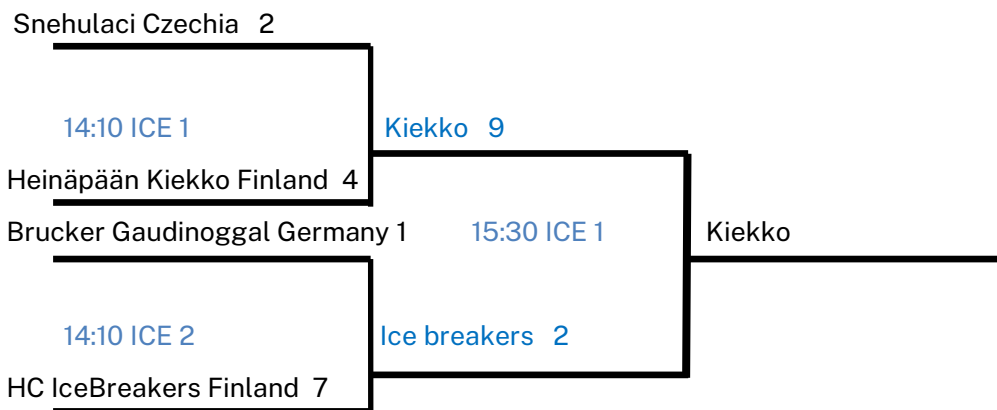 Snehulaci Czechia 2
14:10 ICE 1
Kiekko 9
Heinäpään Kiekko Finland 4
Brucker Gaudinoggal Germany 1
15:30 ICE 1
Kiekko
14:10 ICE 2
Ice breakers 2
HC IceBreakers Finland 7